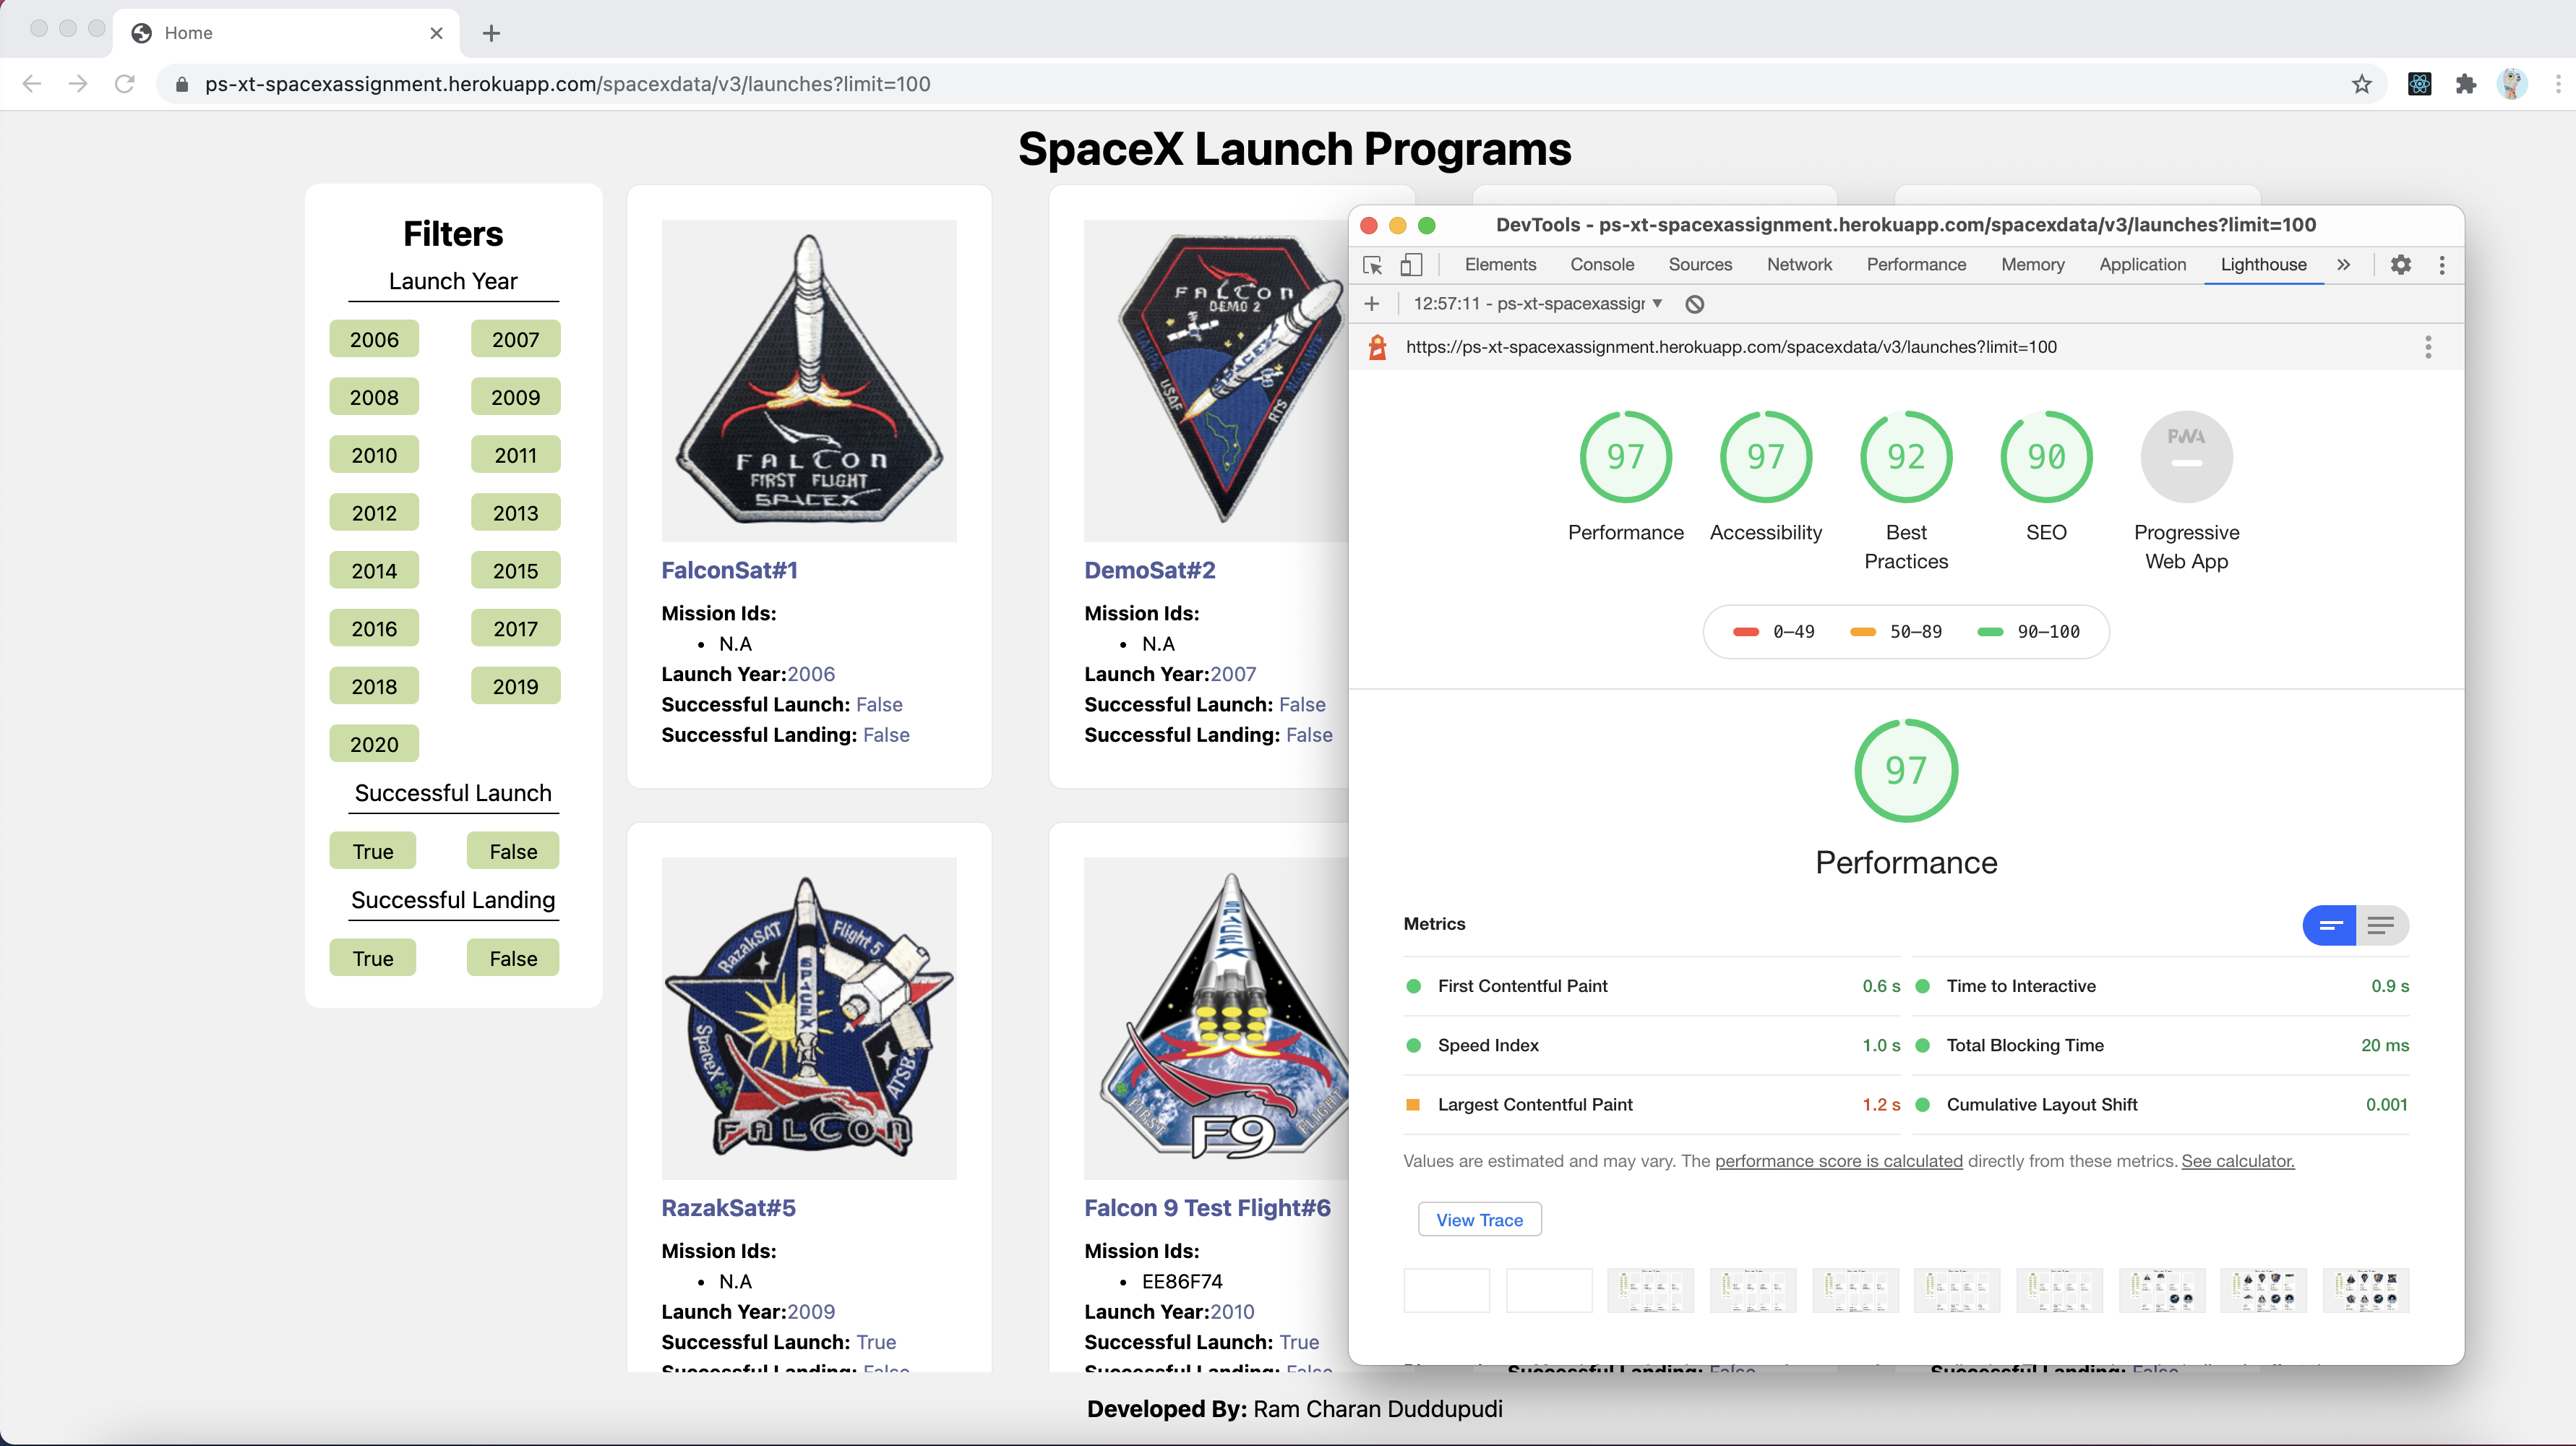 Home
ps-xt-spacexassignment.herokuapp.com/spacexdata/v3/launches?limit=100
SpaceX Launch Programs
Filters
Launch Year
2006 2007
2008 2009
2010 2011
2012 2013
2014 2015
2016 2017
2018 2019
2020
Successful Launch
True False
Successful Landing
True False
FALCON
FIRST FLIGHT
SPACEX
FalconSat#1
Mission Ids:
• N.A
Launch Year:2006
Successful Launch: False
Successful Landing: False
FALCON
DEMO 2
SPACEX
USAF
RTS
DemoSat#2
Mission Ids:
• N.A
Launch Year:2007
Successful Launch: False
Successful Landing: False
RazakSAT
Flight 5
SPACEX
SpaceX
ATSB
FALCON
RazakSat#5
Mission Ids:
• N.A
Launch Year:2009
Successful Launch: True
Successful Landing: False
SPACEX
FIRST
FLIGHT
F9
Falcon 9 Test Flight#6
Mission Ids:
• EE86F74
Launch Year:2010
Successful Launch: True
Successful Landing: False
DevTools - ps-xt-spacexassignment.herokuapp.com/spacexdata/v3/launches?limit=100
Elements Console Sources Network Performance Memory Application Lighthouse
12:57:11 - ps-xt-spacexassigr
https://ps-xt-spacexassignment.herokuapp.com/spacexdata/v3/launches?limit=100
97 97 92 90 PWA
Performance Accessibility Best Practices SEO Progressive Web App
0–49 50–89 90–100
97
Performance
Metrics
First Contentful Paint 0.6 s
Time to Interactive 0.9 s
Speed Index 1.0 s
Total Blocking Time 20 ms
Largest Contentful Paint 1.2 s
Cumulative Layout Shift 0.001
Values are estimated and may vary. The performance score is calculated directly from these metrics. See calculator.
View Trace
Successful Landing: False
Successful Landing: False
Developed By: Ram Charan Duddupudi